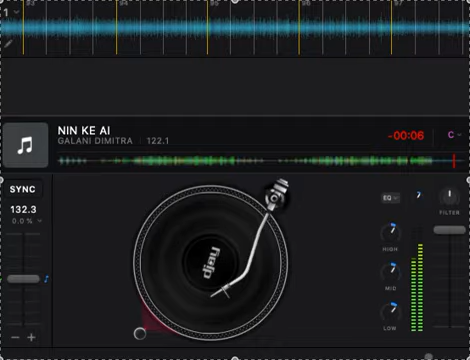 1
NIN KE AI
GALANI DIMITRA 122.1
-00:06
C
SYNC
132.3
0.0 %
EQ
FILTER
HIGH
MID
LOW
djay